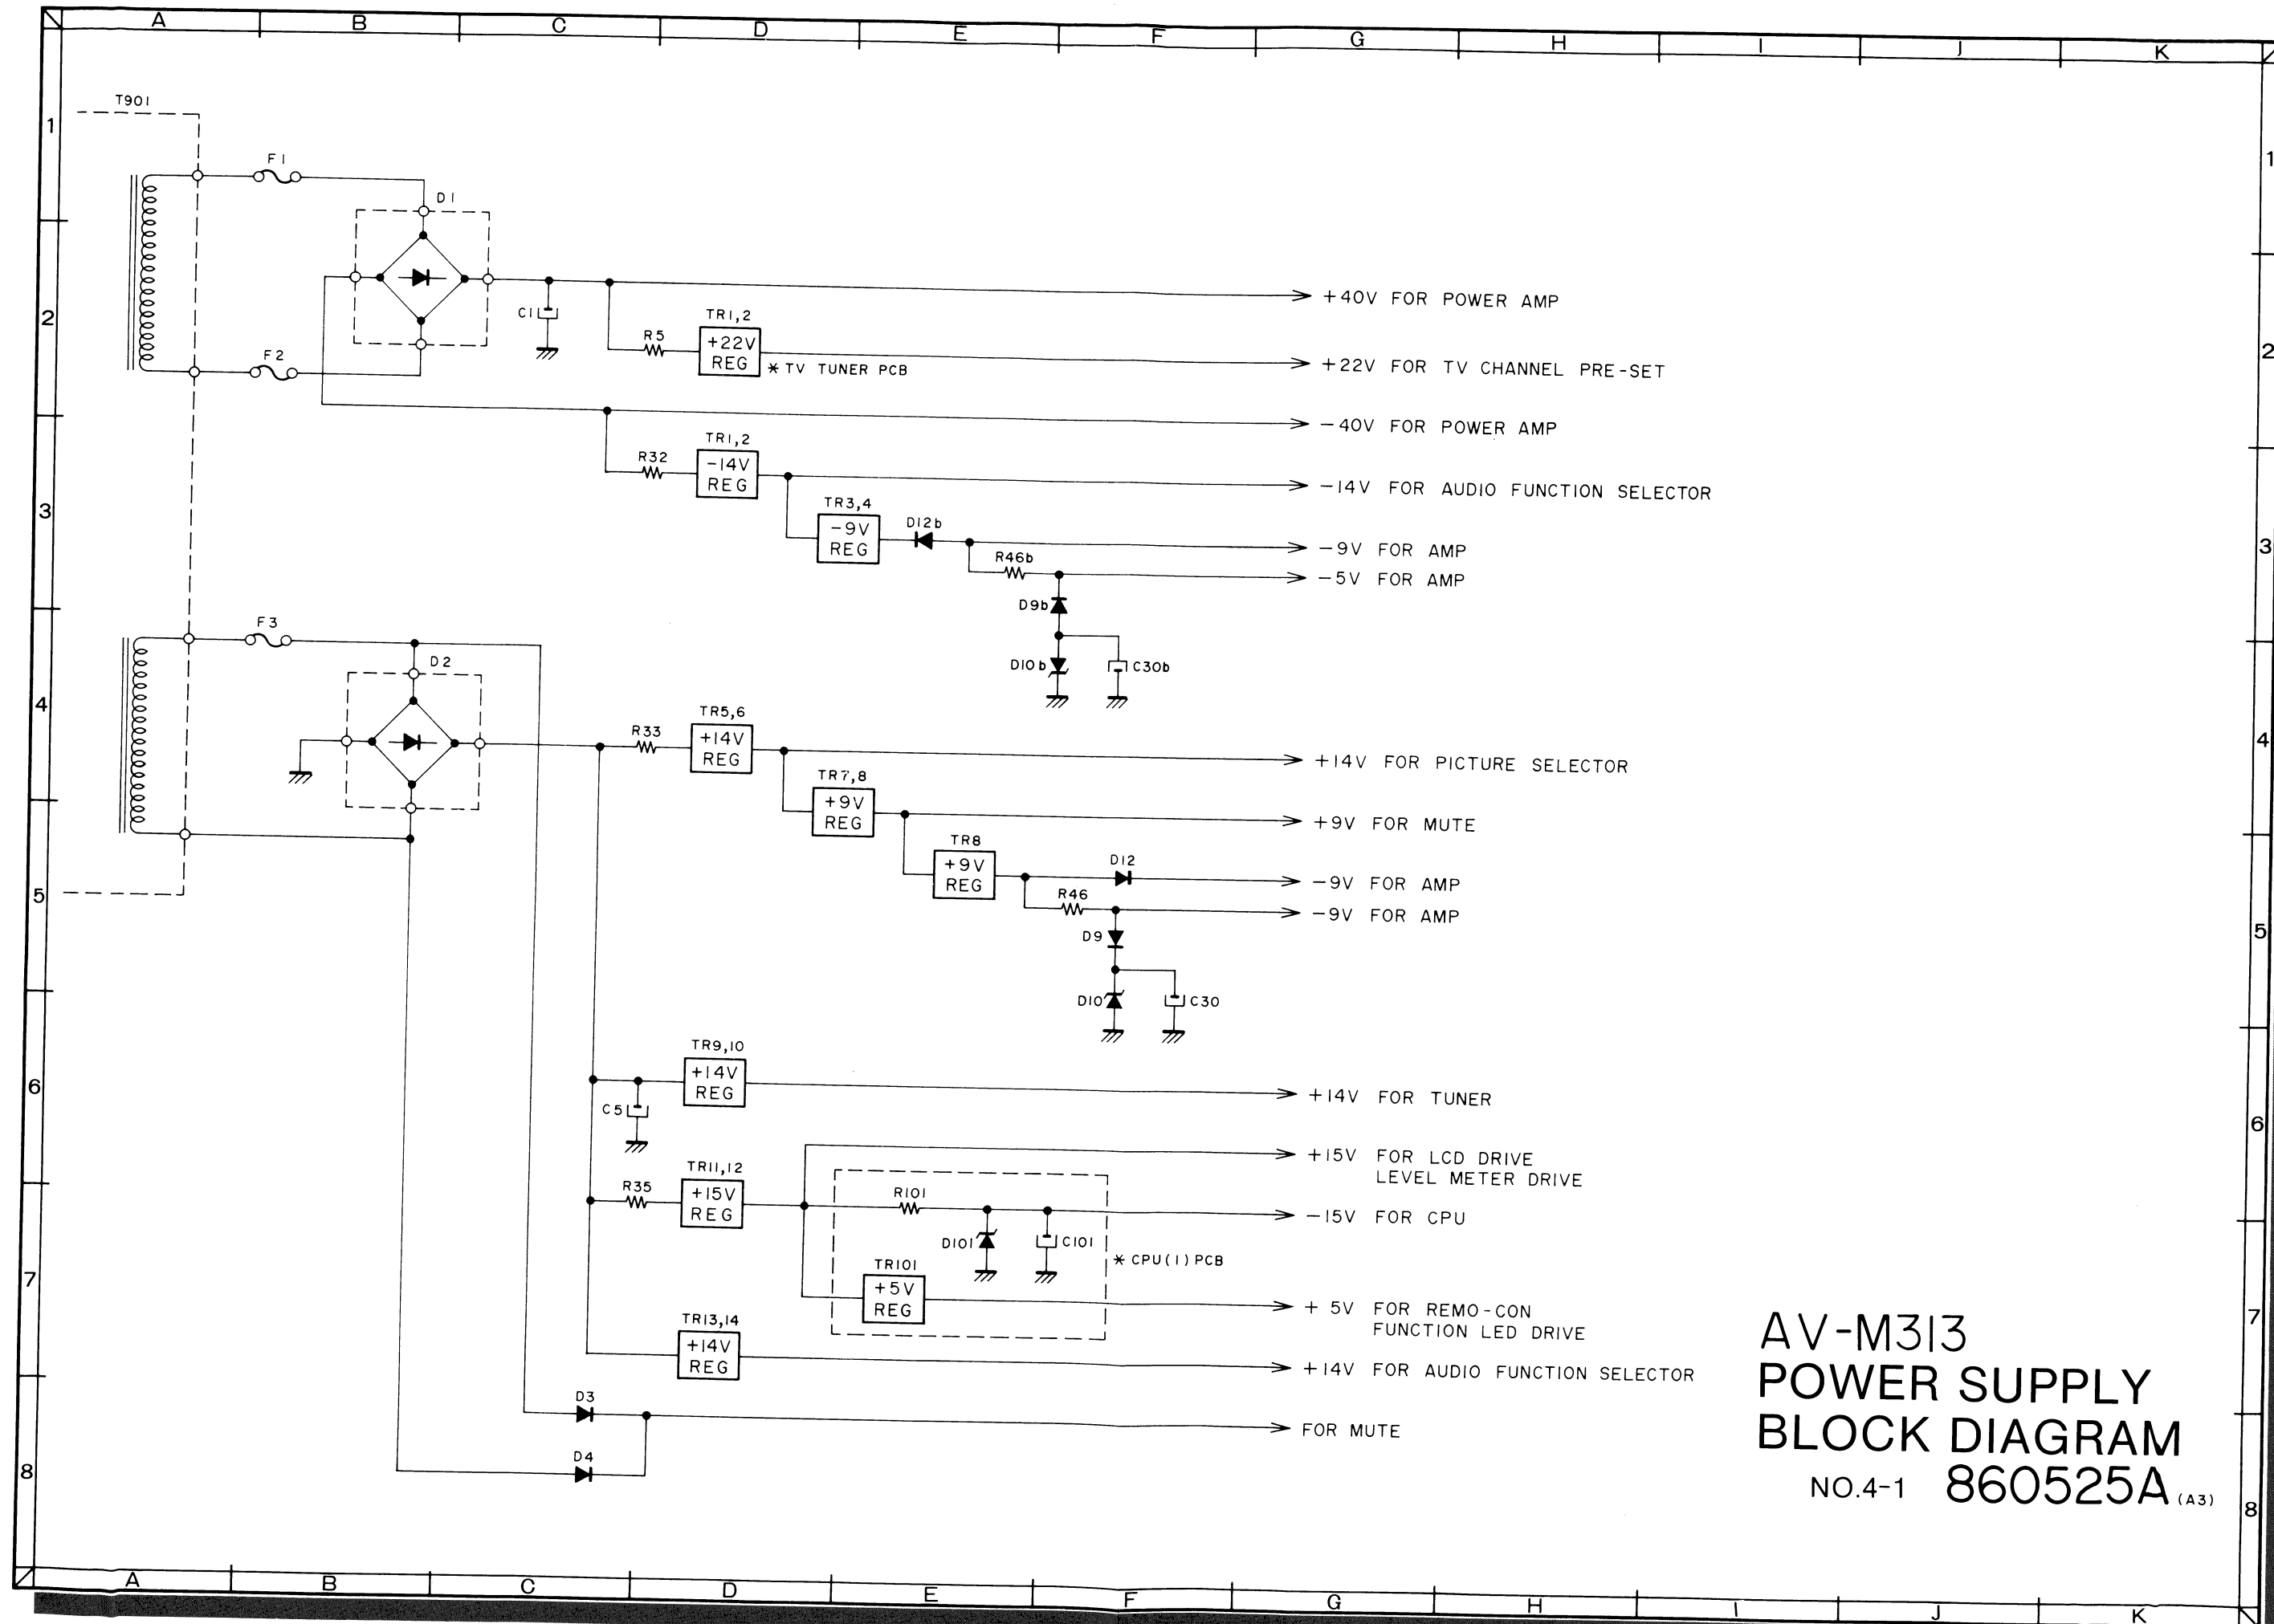 A B C D E F G H I J K
T901
1
F1
D1
1
+40V FOR POWER AMP
2
C1
TR1,2
R5
+22V
REG
* TV TUNER PCB
+22V FOR TV CHANNEL PRE-SET
2
F2
-40V FOR POWER AMP
TR1,2
R32
-14V
REG
-14V FOR AUDIO FUNCTION SELECTOR
3
TR3,4
-9V
REG
D12b
-9V FOR AMP
3
R46b
-5V FOR AMP
D9b
F3
D2
D10b
C30b
4
TR5,6
R33
+14V
REG
+14V FOR PICTURE SELECTOR
4
TR7,8
+9V
REG
+9V FOR MUTE
TR8
+9V
REG
D12
-9V FOR AMP
5
R46
-9V FOR AMP
D9
5
D10
C30
TR9,10
+14V
REG
+14V FOR TUNER
6
C5
6
+15V FOR LCD DRIVE
LEVEL METER DRIVE
TR11,12
R35
+15V
REG
R101
-15V FOR CPU
D101
C101
* CPU(1) PCB
7
TR101
+5V
REG
+ 5V FOR REMO-CON
FUNCTION LED DRIVE
7
TR13,14
+14V
REG
+14V FOR AUDIO FUNCTION SELECTOR
D3
FOR MUTE
D4
8
AV-M313
POWER SUPPLY
BLOCK DIAGRAM
NO.4-1 860525A (A3)
8
A B C D E F G H I J K